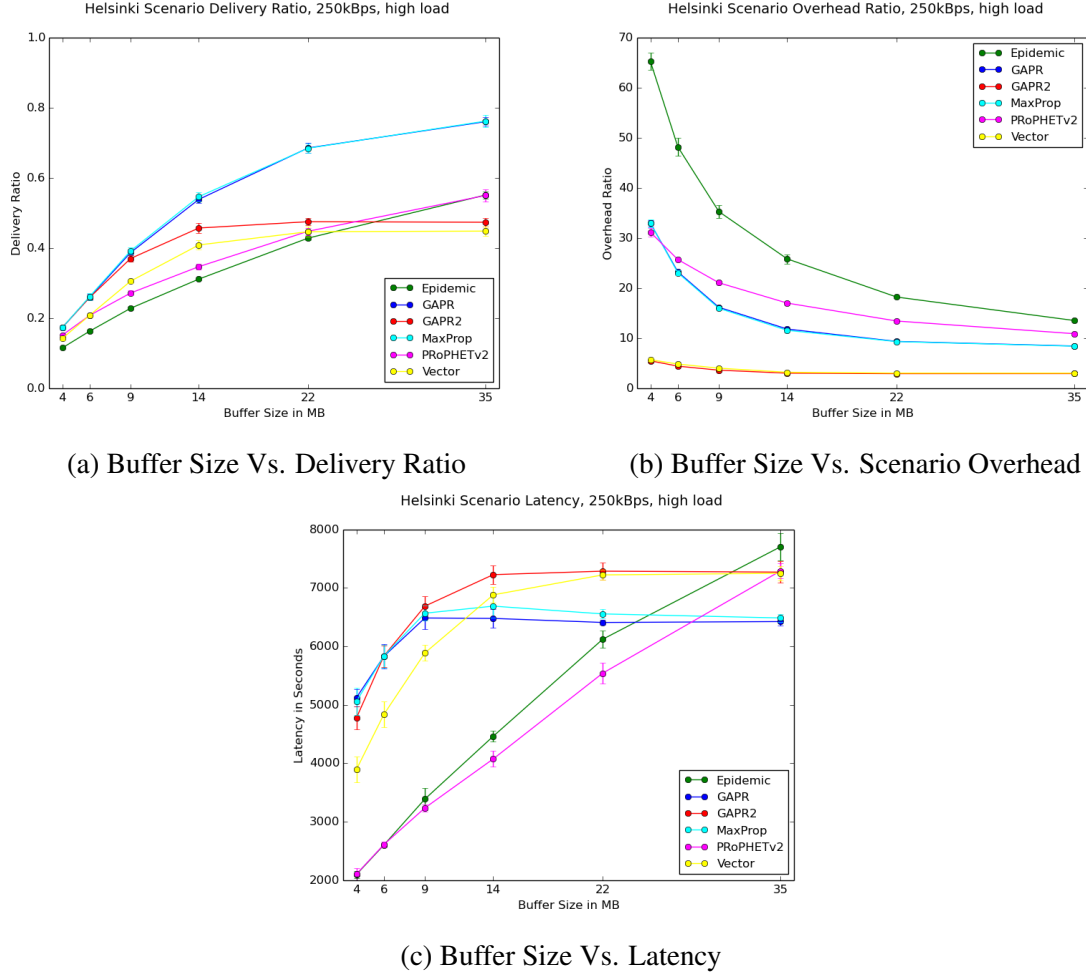 Helsinki Scenario Delivery Ratio, 250kBps, high load
1.0
0.8
0.6
0.4
0.2
0.0
Delivery Ratio
Epidemic
GAPR
GAPR2
MaxProp
PRoPHETv2
Vector
4 6 9 14 22 35
Buffer Size in MB
(a) Buffer Size Vs. Delivery Ratio
Helsinki Scenario Overhead Ratio, 250kBps, high load
70
60
50
40
30
20
10
0
Overhead Ratio
Epidemic
GAPR
GAPR2
MaxProp
PRoPHETv2
Vector
4 6 9 14 22 35
Buffer Size in MB
(b) Buffer Size Vs. Scenario Overhead
Helsinki Scenario Latency, 250kBps, high load
8000
7000
6000
5000
4000
3000
2000
Latency in Seconds
Epidemic
GAPR
GAPR2
MaxProp
PRoPHETv2
Vector
4 6 9 14 22 35
Buffer Size in MB
(c) Buffer Size Vs. Latency